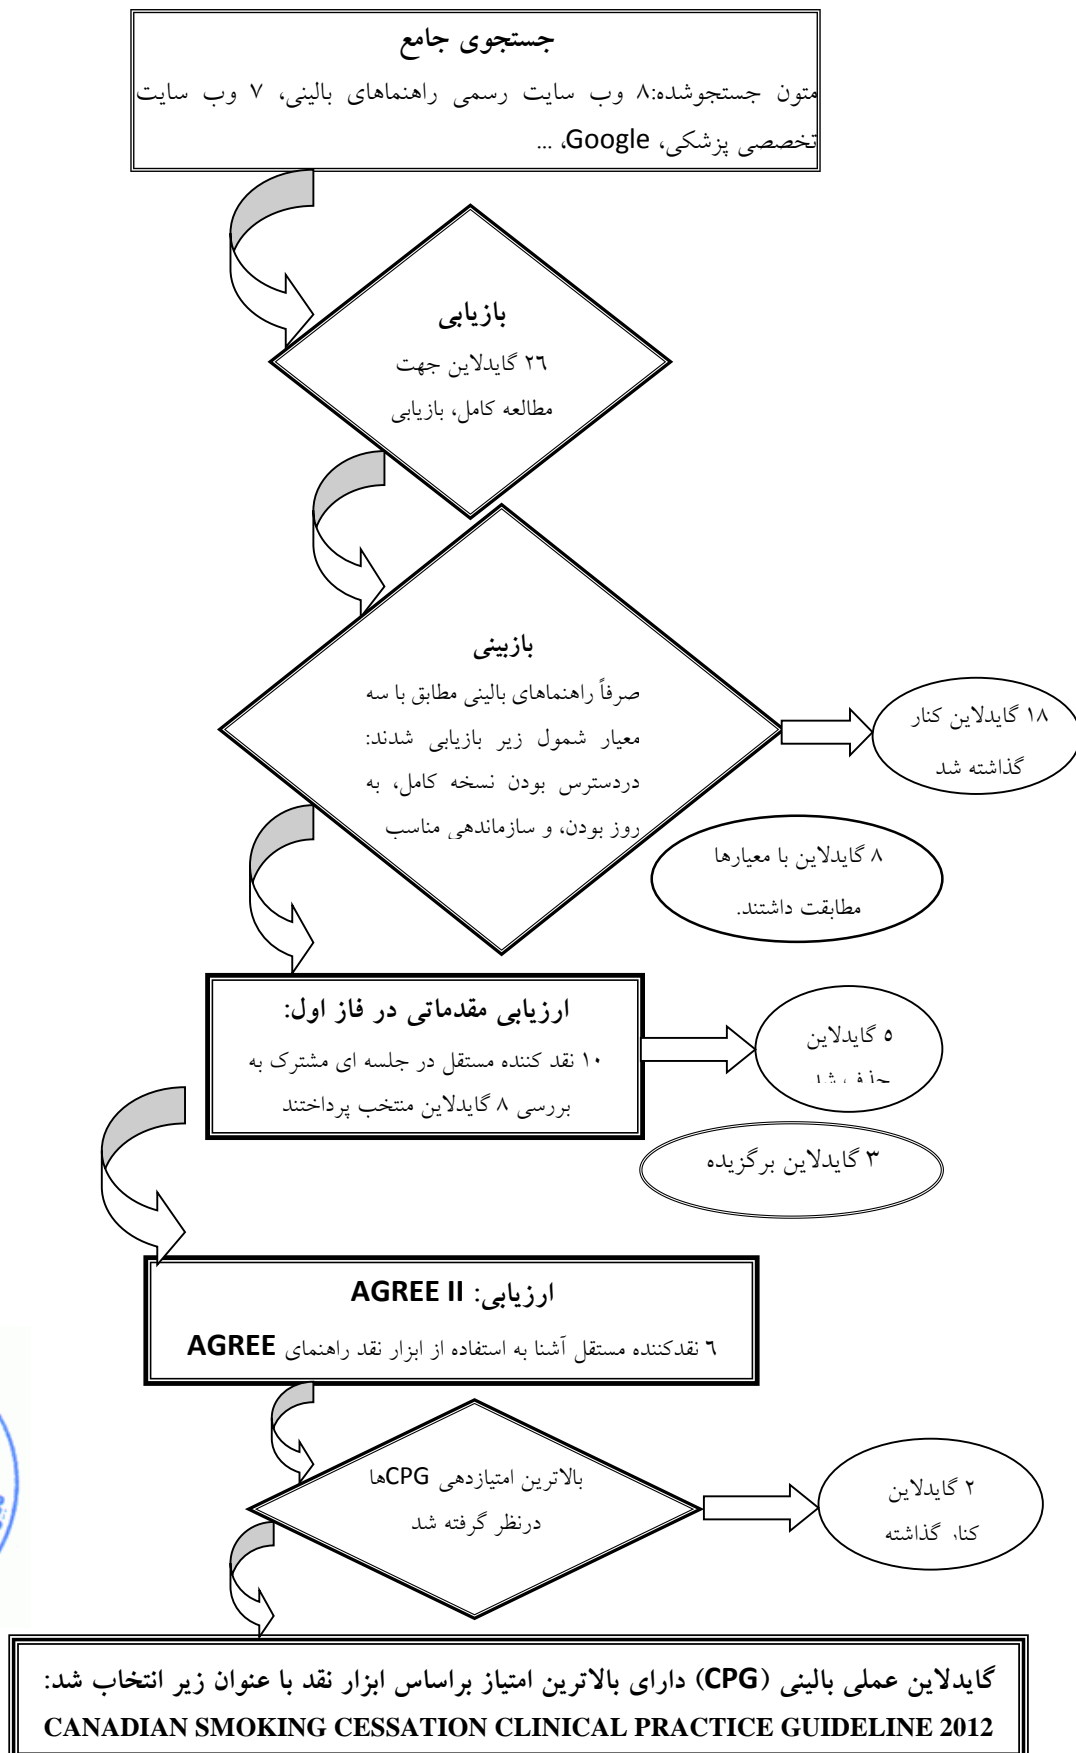 جستجوی جامع
متون جستجوشده:۸ وب سایت رسمی راهنماهای بالینی، ۷ وب سایت
تخصصی پزشکی، Google، ...
بازیابی
۲۶ گایدلاین جهت
مطالعه کامل، بازیابی
بازبینی
صرفاً راهنماهای بالینی مطابق با سه
معیار شمول زیر بازیابی شدند:
دردسترس بودن نسخه کامل، به
روز بودن، و سازماندهی مناسب
۱۸ گایدلاین کنار
گذاشته شد
۸ گایدلاین با معیارها
مطابقت داشتند.
ارزیابی مقدماتی در فاز اول:
۱۰ نقد کننده مستقل در جلسه ای مشترک به
بررسی ۸ گایدلاین منتخب پرداختند
۵ گایدلاین
حذف شد
۳ گایدلاین برگزیده
ارزیابی: AGREE II
۶ نقدکننده مستقل آشنا به استفاده از ابزار نقد راهنمای AGREE
بالاترین امتیازدهی CPGها
درنظر گرفته شد
۲ گایدلاین
کنار گذاشته
گایدلاین عملی بالینی (CPG) دارای بالاترین امتیاز براساس ابزار نقد با عنوان زیر انتخاب شد:
CANADIAN SMOKING CESSATION CLINICAL PRACTICE GUIDELINE 2012